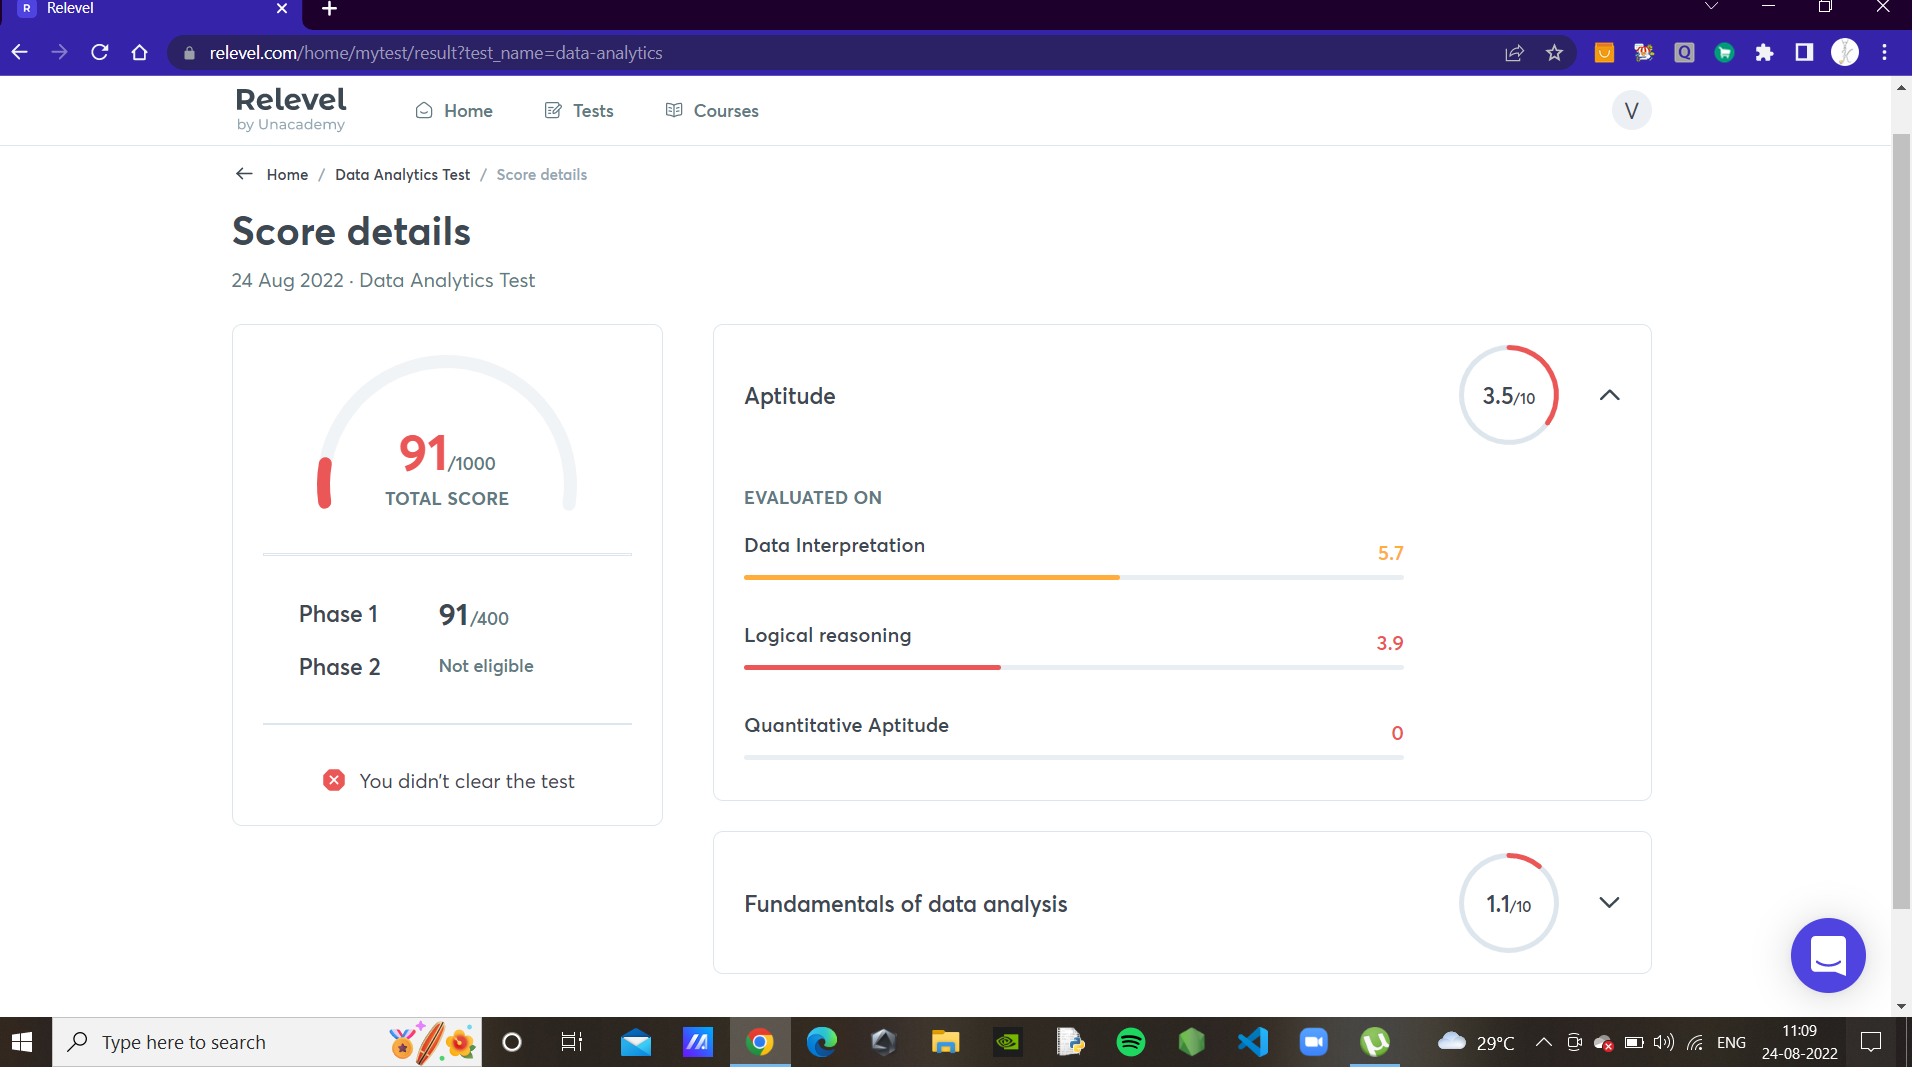 R Relevel
relevel.com/home/mytest/result?test_name=data-analytics
Relevel
by Unacademy
Home
Tests
Courses
V
Home / Data Analytics Test / Score details
Score details
24 Aug 2022 · Data Analytics Test
91/1000
TOTAL SCORE
Phase 1 91/400
Phase 2 Not eligible
You didn't clear the test
Aptitude
3.5/10
EVALUATED ON
Data Interpretation
5.7
Logical reasoning
3.9
Quantitative Aptitude
0
Fundamentals of data analysis
1.1/10
Type here to search
29°C
ENG
11:09
24-08-2022